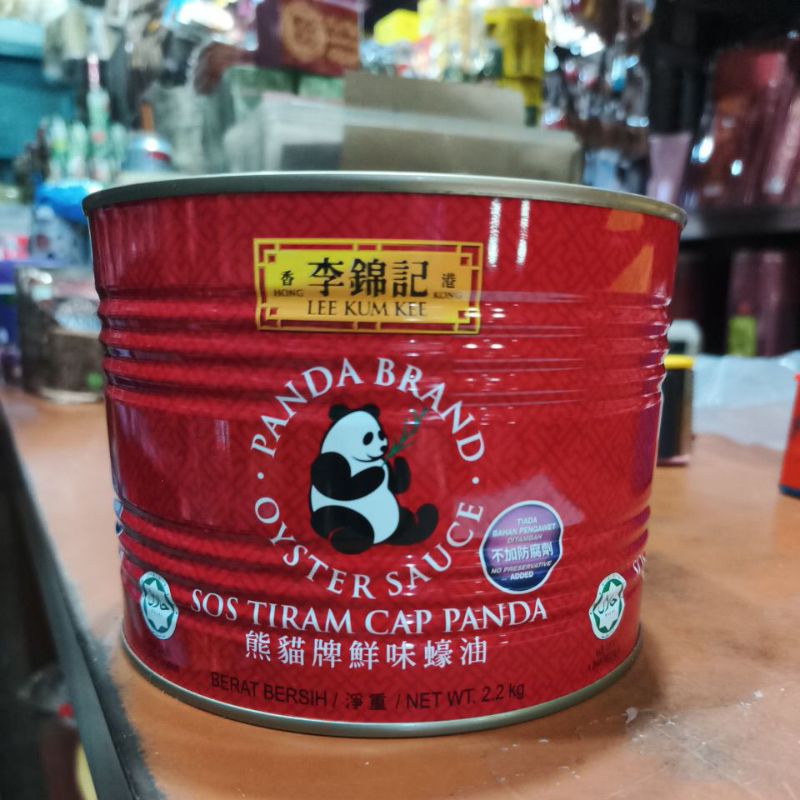 香 李錦記 港
HONG KONG
LEE KUM KEE
PANDA BRAND
OYSTER SAUCE
TIADA
BAHAN PENGAWET
DITAMBAH
不加防腐劑
NO PRESERVATIVE
ADDED
SOS TIRAM CAP PANDA
熊貓牌鮮味蠔油
BERAT BERSIH / 淨重 / NET WT. 2.2 kg